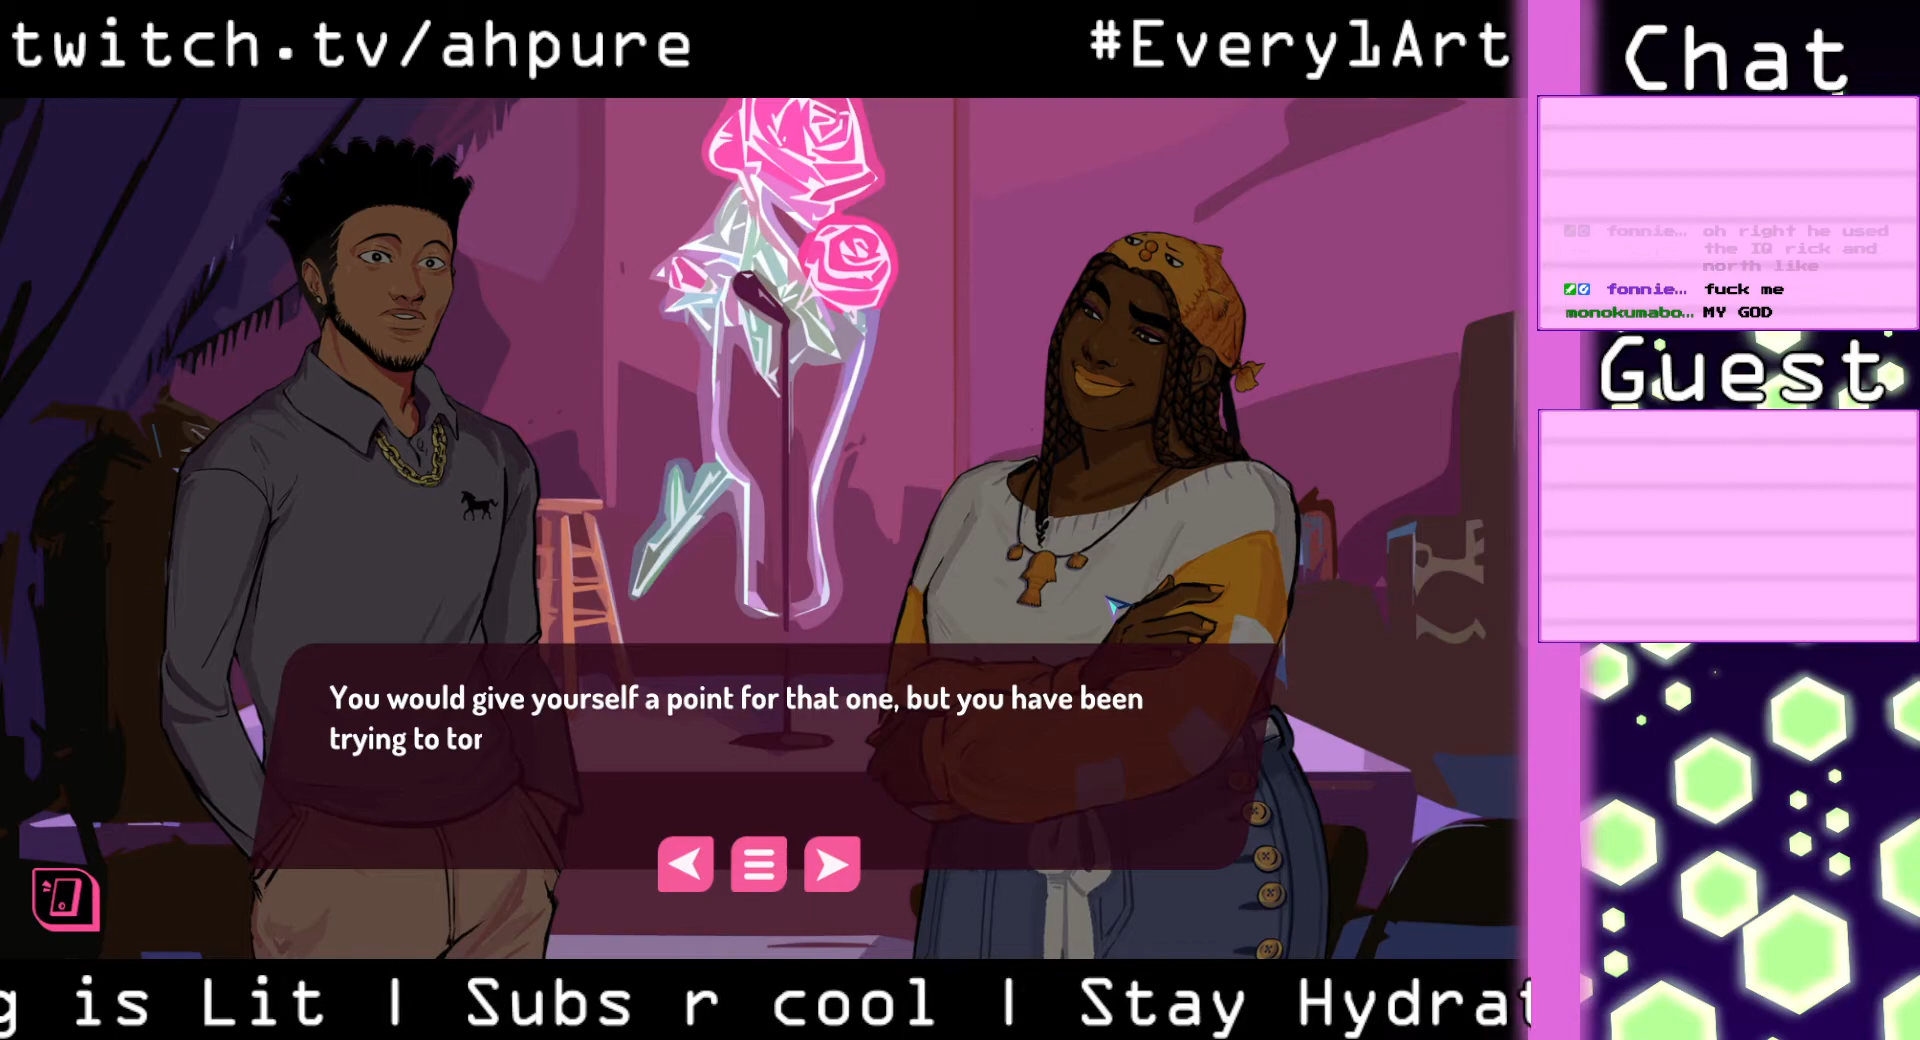 twitch.tv/ahpure
#Every1Art
Chat
fonnie... oh right he used
the IQ rick and
north like
fonnie... fuck me
monokumabo... MY GOD
Guest
You would give yourself a point for that one, but you have been
trying to tor
g is Lit | Subs r cool | Stay Hydrat